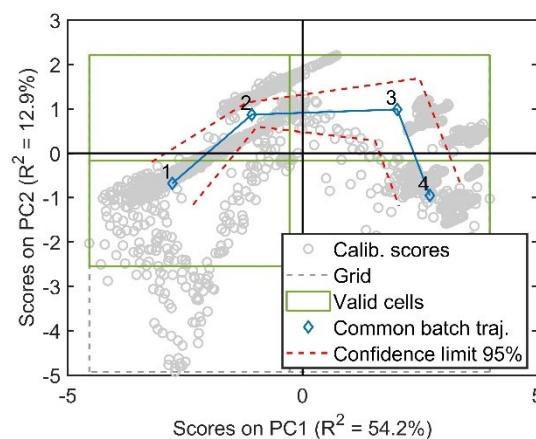 3
2
1
0
-1
-2
-3
-4
-5
Scores on PC2 (R² = 12.9%)
1
2
3
4
Calib. scores
Grid
Valid cells
Common batch traj.
Confidence limit 95%
-5
0
5
Scores on PC1 (R² = 54.2%)